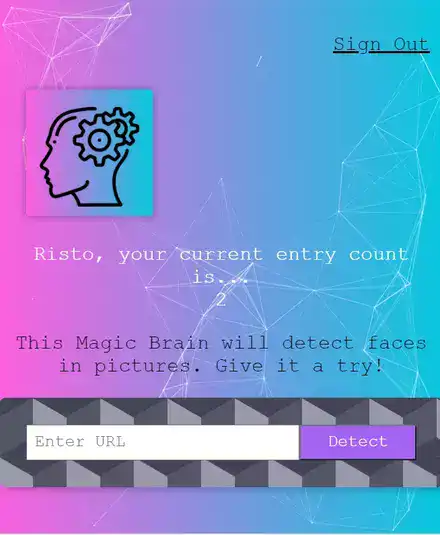 Sign Out
Risto, your current entry count
is...
2
This Magic Brain will detect faces
in pictures. Give it a try!
Enter URL
Detect